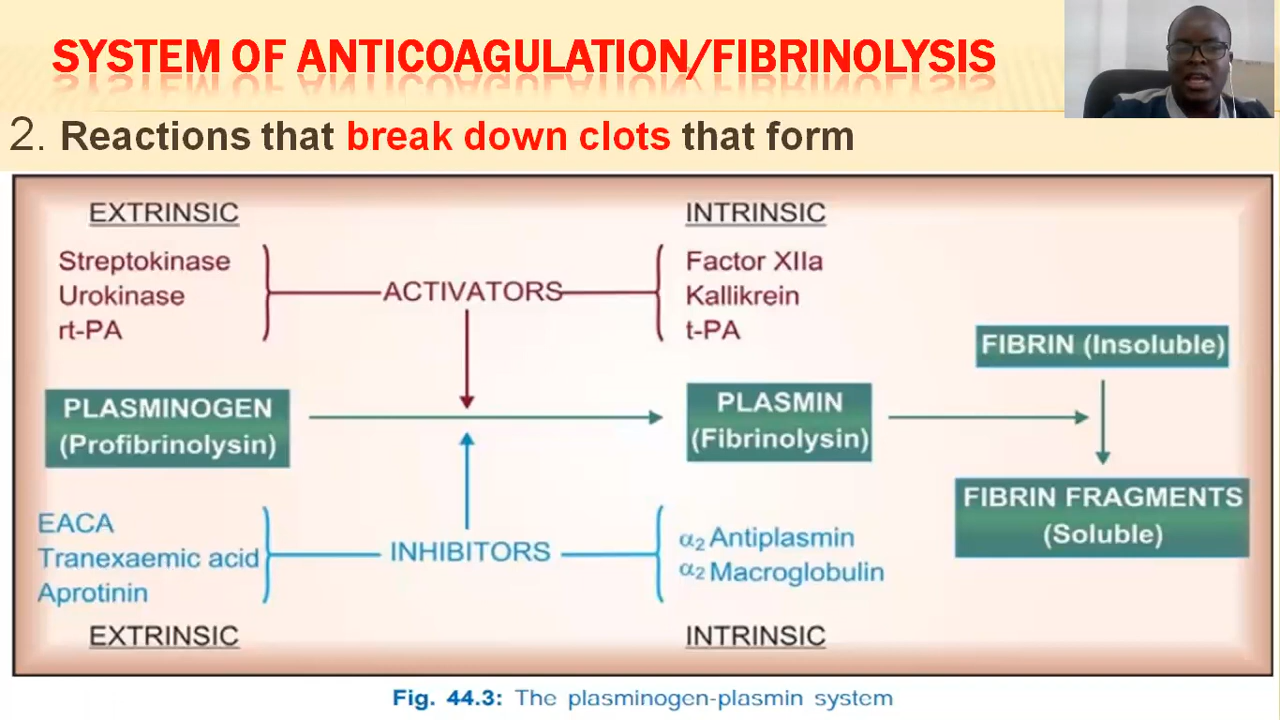 SYSTEM OF ANTICOAGULATION/FIBRINOLYSIS
2. Reactions that break down clots that form
EXTRINSIC
INTRINSIC
Streptokinase
Urokinase
rt-PA
ACTIVATORS
Factor XIIa
Kallikrein
t-PA
FIBRIN (Insoluble)
PLASMINOGEN
(Profibrinolysin)
PLASMIN
(Fibrinolysin)
FIBRIN FRAGMENTS
(Soluble)
EACA
Tranexaemic acid
Aprotinin
INHIBITORS
α₂ Antiplasmin
α₂ Macroglobulin
EXTRINSIC
INTRINSIC
Fig. 44.3: The plasminogen-plasmin system